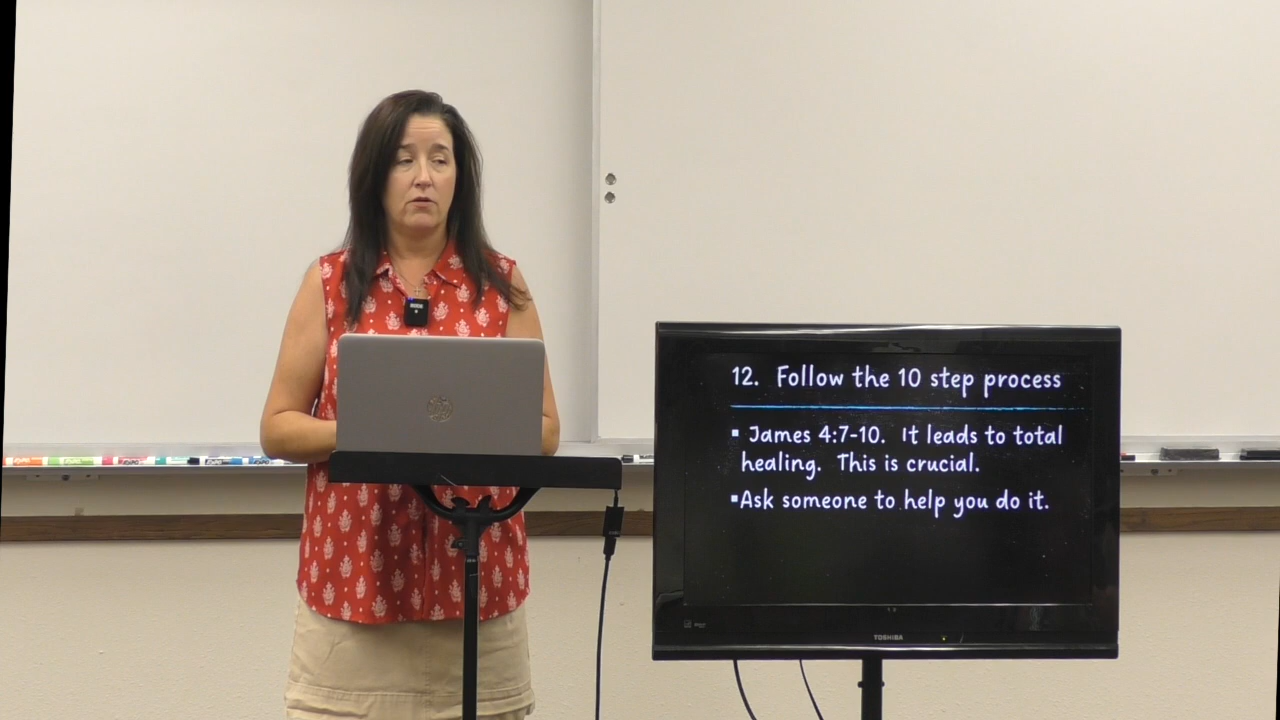 12. Follow the 10 step process
▪ James 4:7-10. It leads to total
healing. This is crucial.
▪Ask someone to help you do it.
TOSHIBA